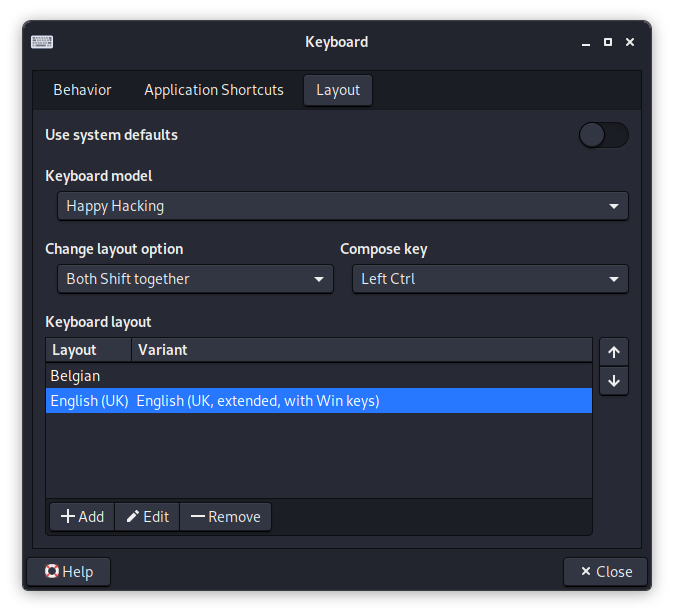 Keyboard
Behavior Application Shortcuts Layout
Use system defaults
Keyboard model
Happy Hacking
Change layout option Compose key
Both Shift together Left Ctrl
Keyboard layout
Layout Variant
Belgian
English (UK) English (UK, extended, with Win keys)
Add Edit Remove
Help Close